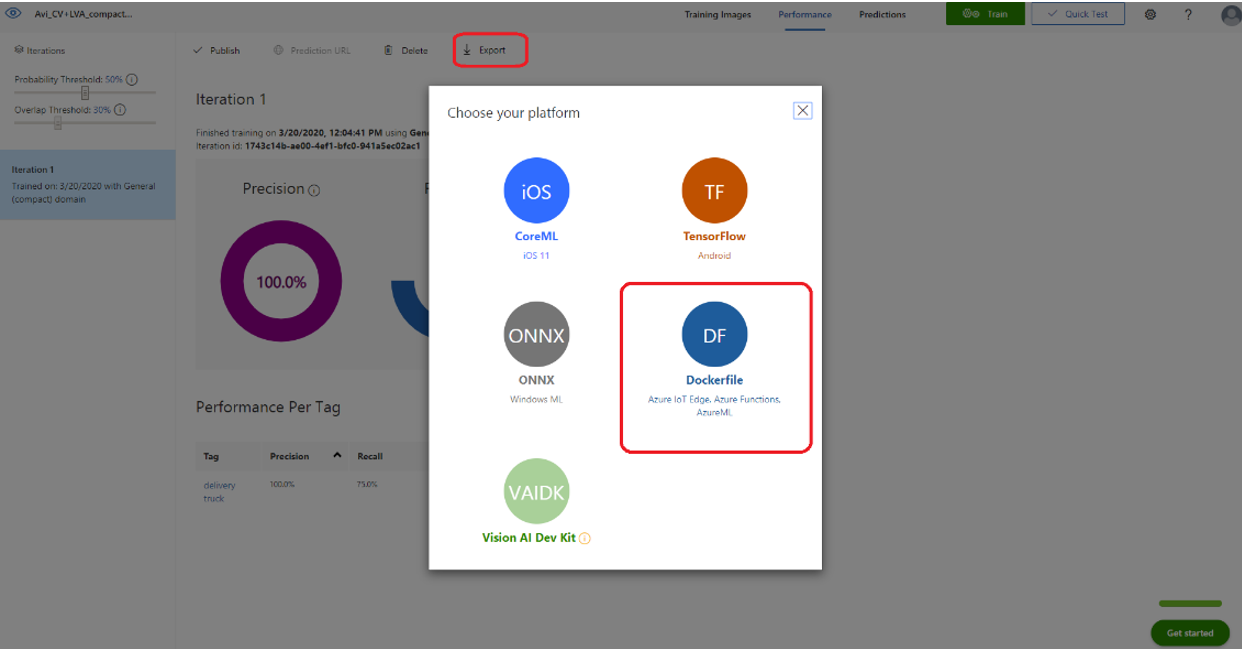 Avi_CV+LVA_compact...
Training Images
Performance
Predictions
Train
Quick Test
?
Iterations
Publish
Prediction URL
Delete
Export
Probability Threshold: 50%
Overlap Threshold: 30%
Iteration 1
Trained on: 3/20/2020 with General
(compact) domain
Iteration 1
Finished training on 3/20/2020, 12:04:41 PM using Gen
Iteration id: 1743c14b-ae00-4ef1-bfc0-941a5ec02ac1
Precision
100.0%
Performance Per Tag
Tag
Precision
Recall
delivery
truck
100.0%
75.0%
Choose your platform
iOS
CoreML
iOS 11
TF
TensorFlow
Android
ONNX
ONNX
Windows ML
DF
Dockerfile
Azure IoT Edge, Azure Functions,
AzureML
VAIDK
Vision AI Dev Kit
Get started